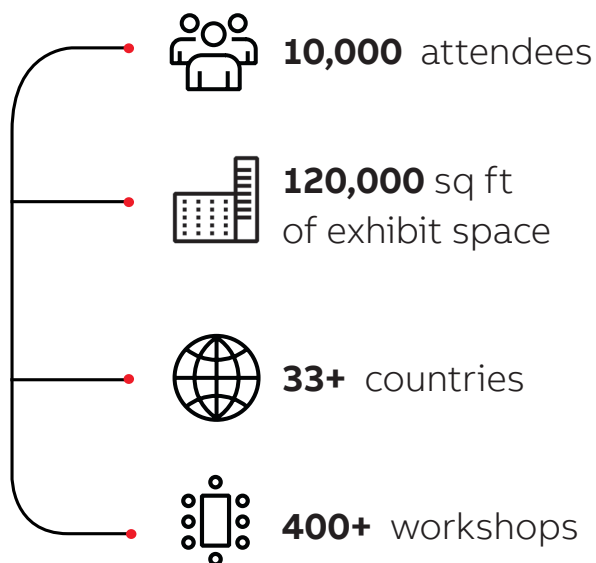 10,000 attendees
120,000 sq ft
of exhibit space
33+ countries
400+ workshops